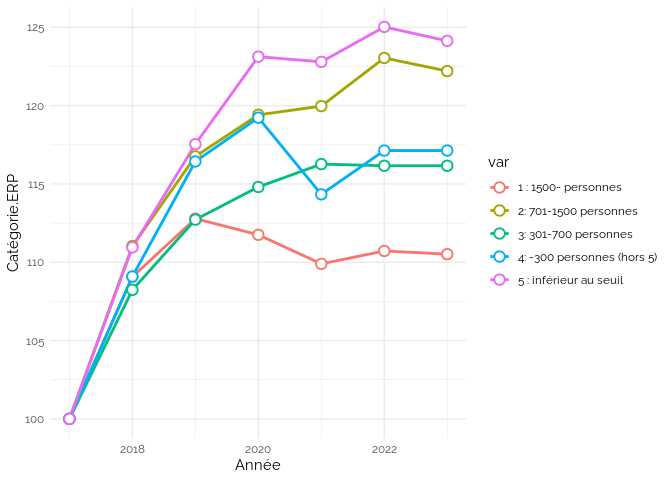 125
120
115
110
105
100
Catégorie.ERP
2018
2020
2022
Année
var
1 : 1500- personnes
2: 701-1500 personnes
3: 301-700 personnes
4: -300 personnes (hors 5)
5 : inférieur au seuil